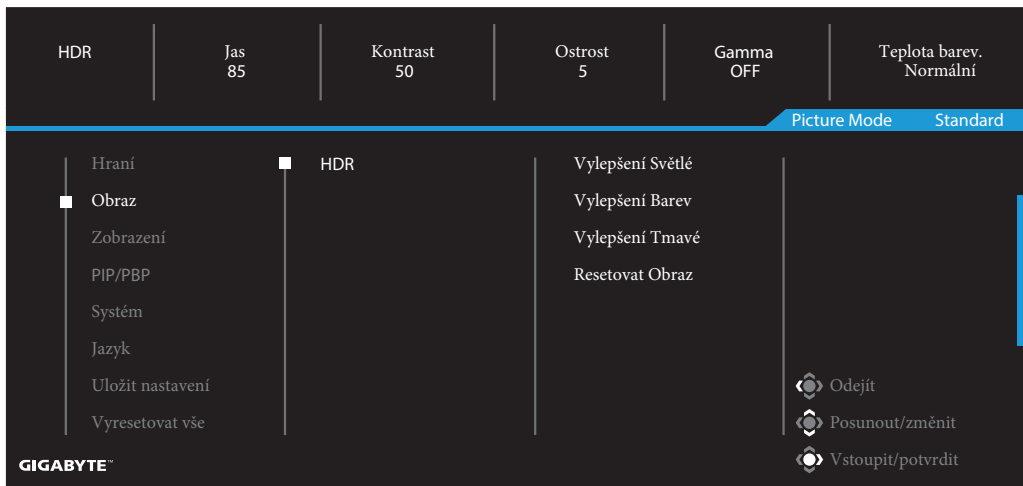 HDR
Jas
85
Kontrast
50
Ostrost
5
Gamma
OFF
Teplota barev.
Normální
Picture Mode Standard
Hraní
Obraz
Zobrazení
PIP/PBP
Systém
Jazyk
Uložit nastavení
Vyresetovat vše
HDR
Vylepšení Světlé
Vylepšení Barev
Vylepšení Tmavé
Resetovat Obraz
Odejít
Posunout/změnit
Vstoupit/potvrdit
GIGABYTE™